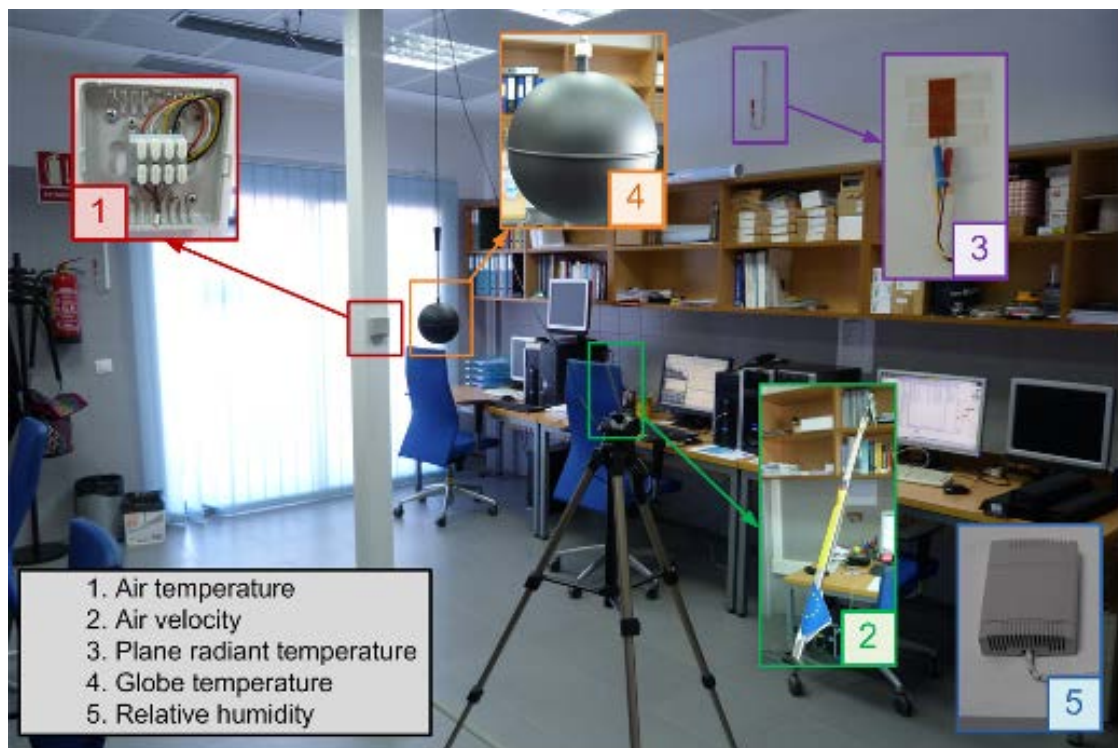 1
4
3
2
5
1. Air temperature
2. Air velocity
3. Plane radiant temperature
4. Globe temperature
5. Relative humidity